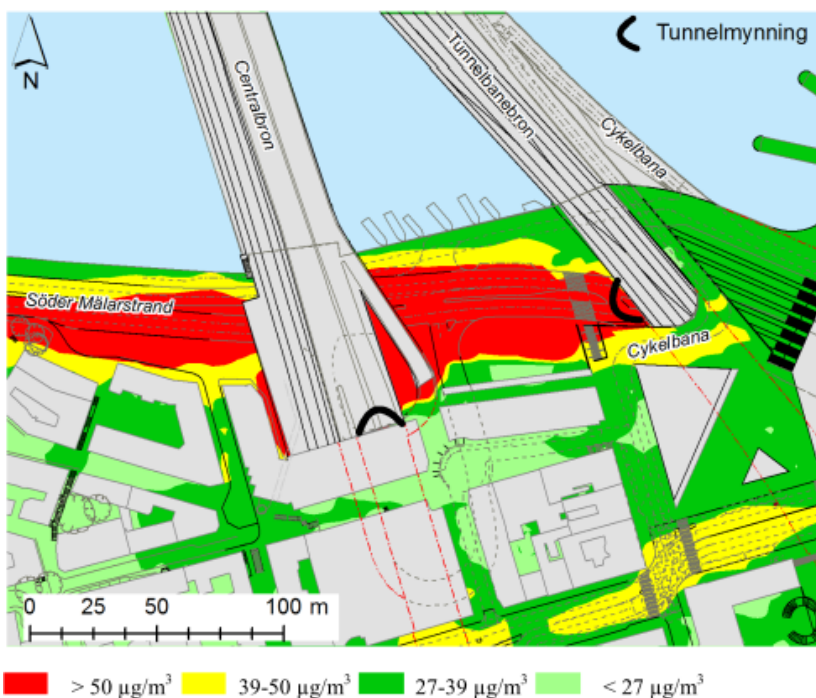 Tunnelmynning
N
Centralbron
Tunnelbanebron
Cykelbana
Söder Mälarstrand
Cykelbana
0 25 50 100 m
> 50 µg/m³ 39-50 µg/m³ 27-39 µg/m³ < 27 µg/m³